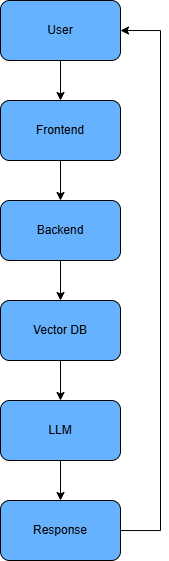 User
Frontend
Backend
Vector DB
LLM
Response